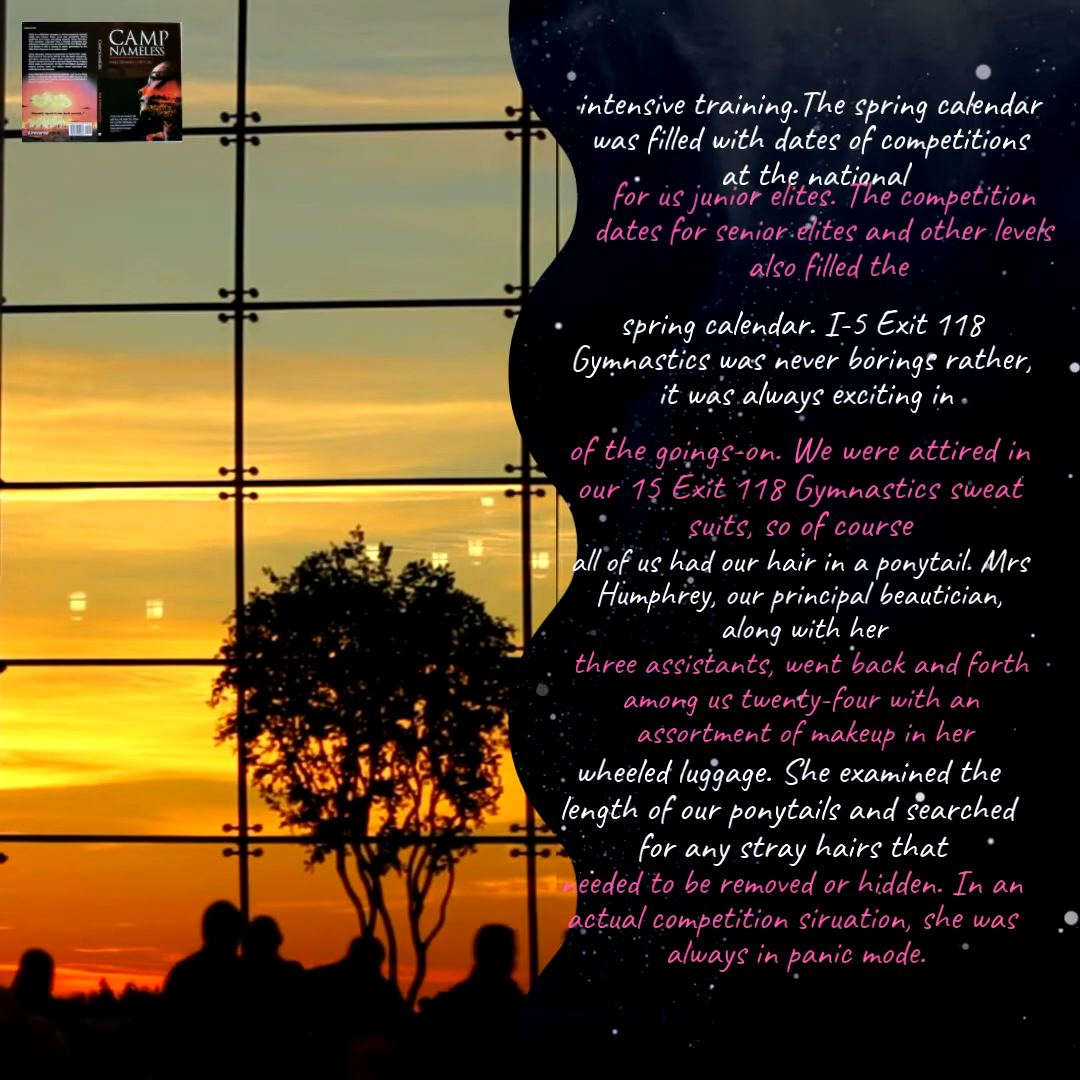 CAMP
NAMELESS
intensive training.The spring calendar
was filled with dates of competitions
at the national
for us junior elites. The competition
dates for senior elites and other levels
also filled the
spring calendar. I-5 Exit 118
Gymnastics was never borings rather,
it was always exciting in
of the goings-on. We were attired in
our 15 Exit 118 Gymnastics sweat
suits, so of course
all of us had our hair in a ponytail. Mrs
Humphrey, our principal beautician,
along with her
three assistants, went back and forth
among us twenty-four with an
assortment of makeup in her
wheeled luggage. She examined the
length of our ponytails and searched
for any stray hairs that
needed to be removed or hidden. In an
actual competition siruation, she was
always in panic mode.